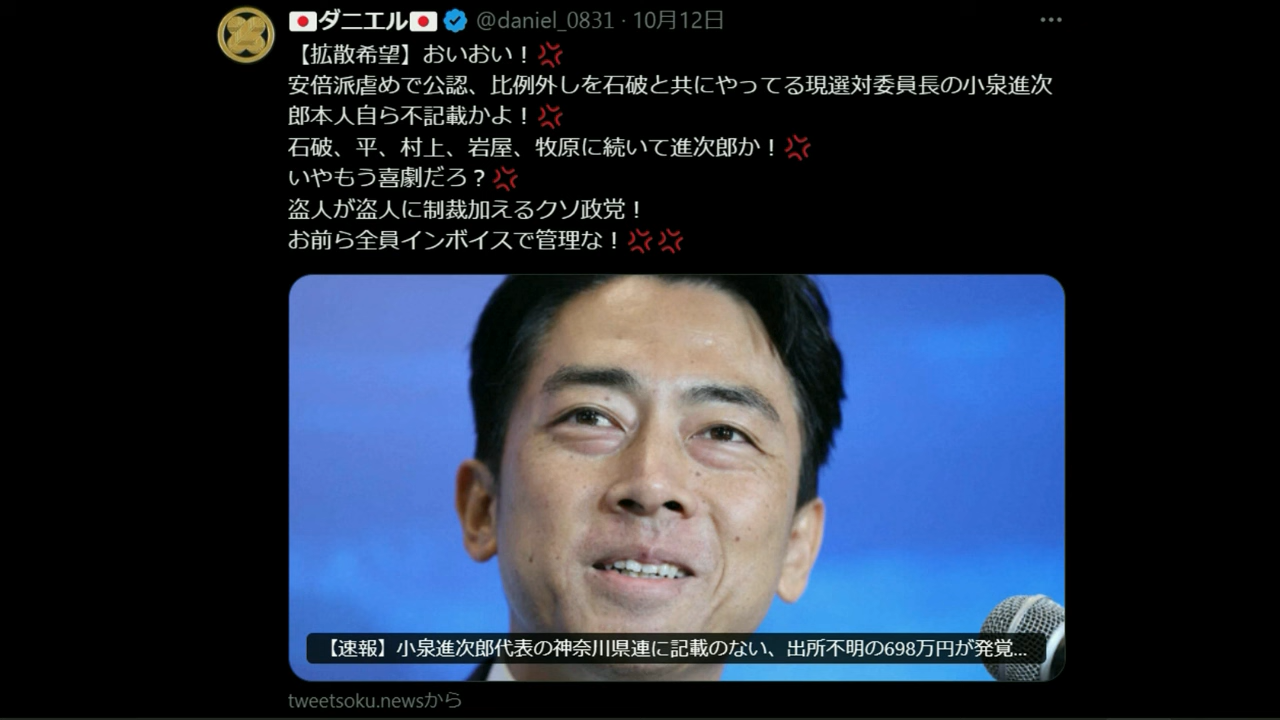 🇯🇵ダニエル🇯🇵 @daniel_0831 · 10月12日
【拡散希望】おいおい！💢
安倍派虐めで公認、比例外しを石破と共にやってる現選対委員長の小泉進次
郎本人自ら不記載かよ！💢
石破、平、村上、岩屋、牧原に続いて進次郎か！💢
いやもう喜劇だろ？💢
盗人が盗人に制裁加えるクソ政党！
お前ら全員インボイスで管理な！💢💢
【速報】小泉進次郎代表の神奈川県連に記載のない、出所不明の698万円が発覚...
tweetsoku.newsから